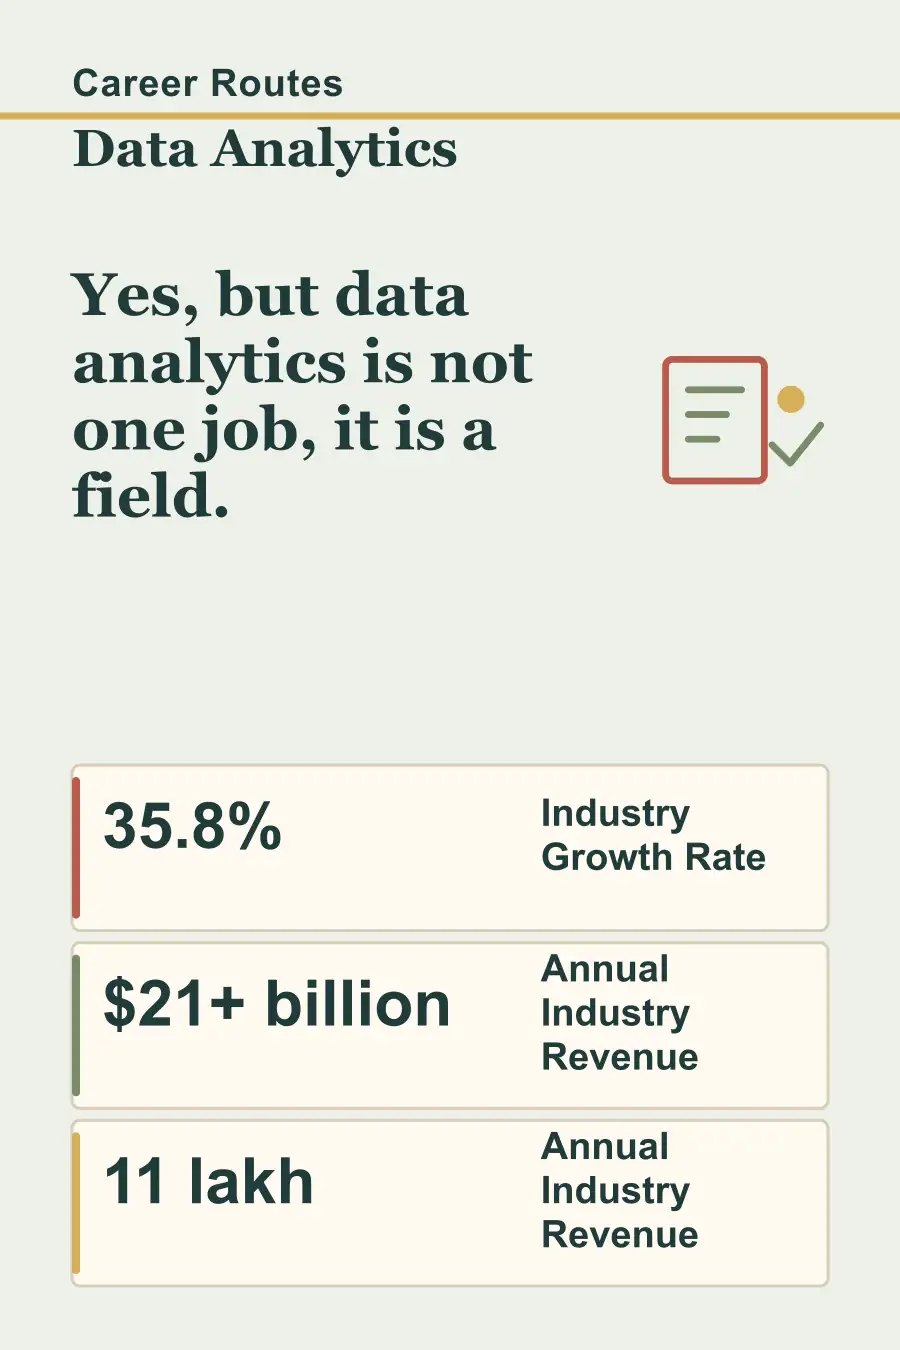 Career Routes
Data Analytics
Yes, but data
analytics is not
one job, it is a
field.
35.8%
Industry
Growth Rate
$21+ billion
Annual
Industry
Revenue
11 lakh
Annual
Industry
Revenue